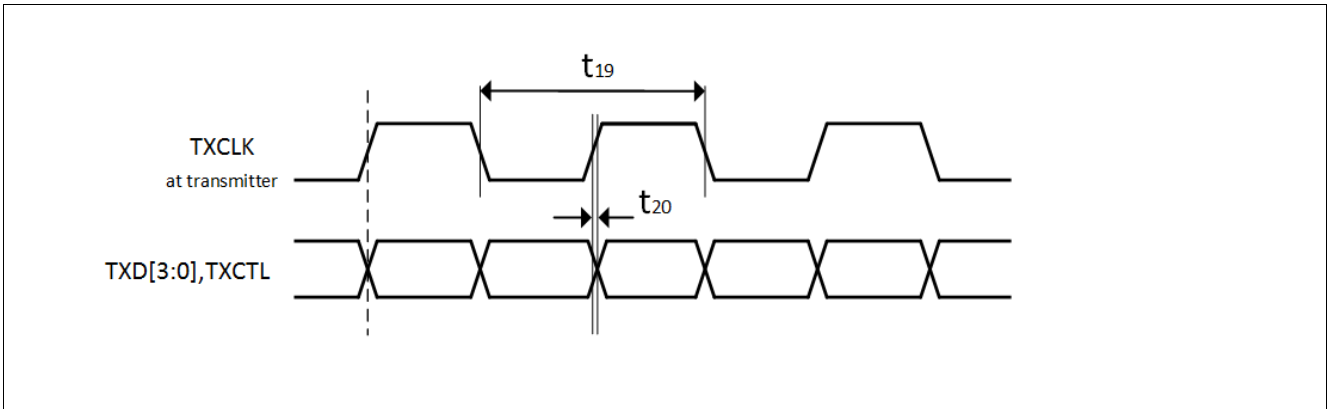 t19
TXCLK
at transmitter
t20
TXD[3:0],TXCTL